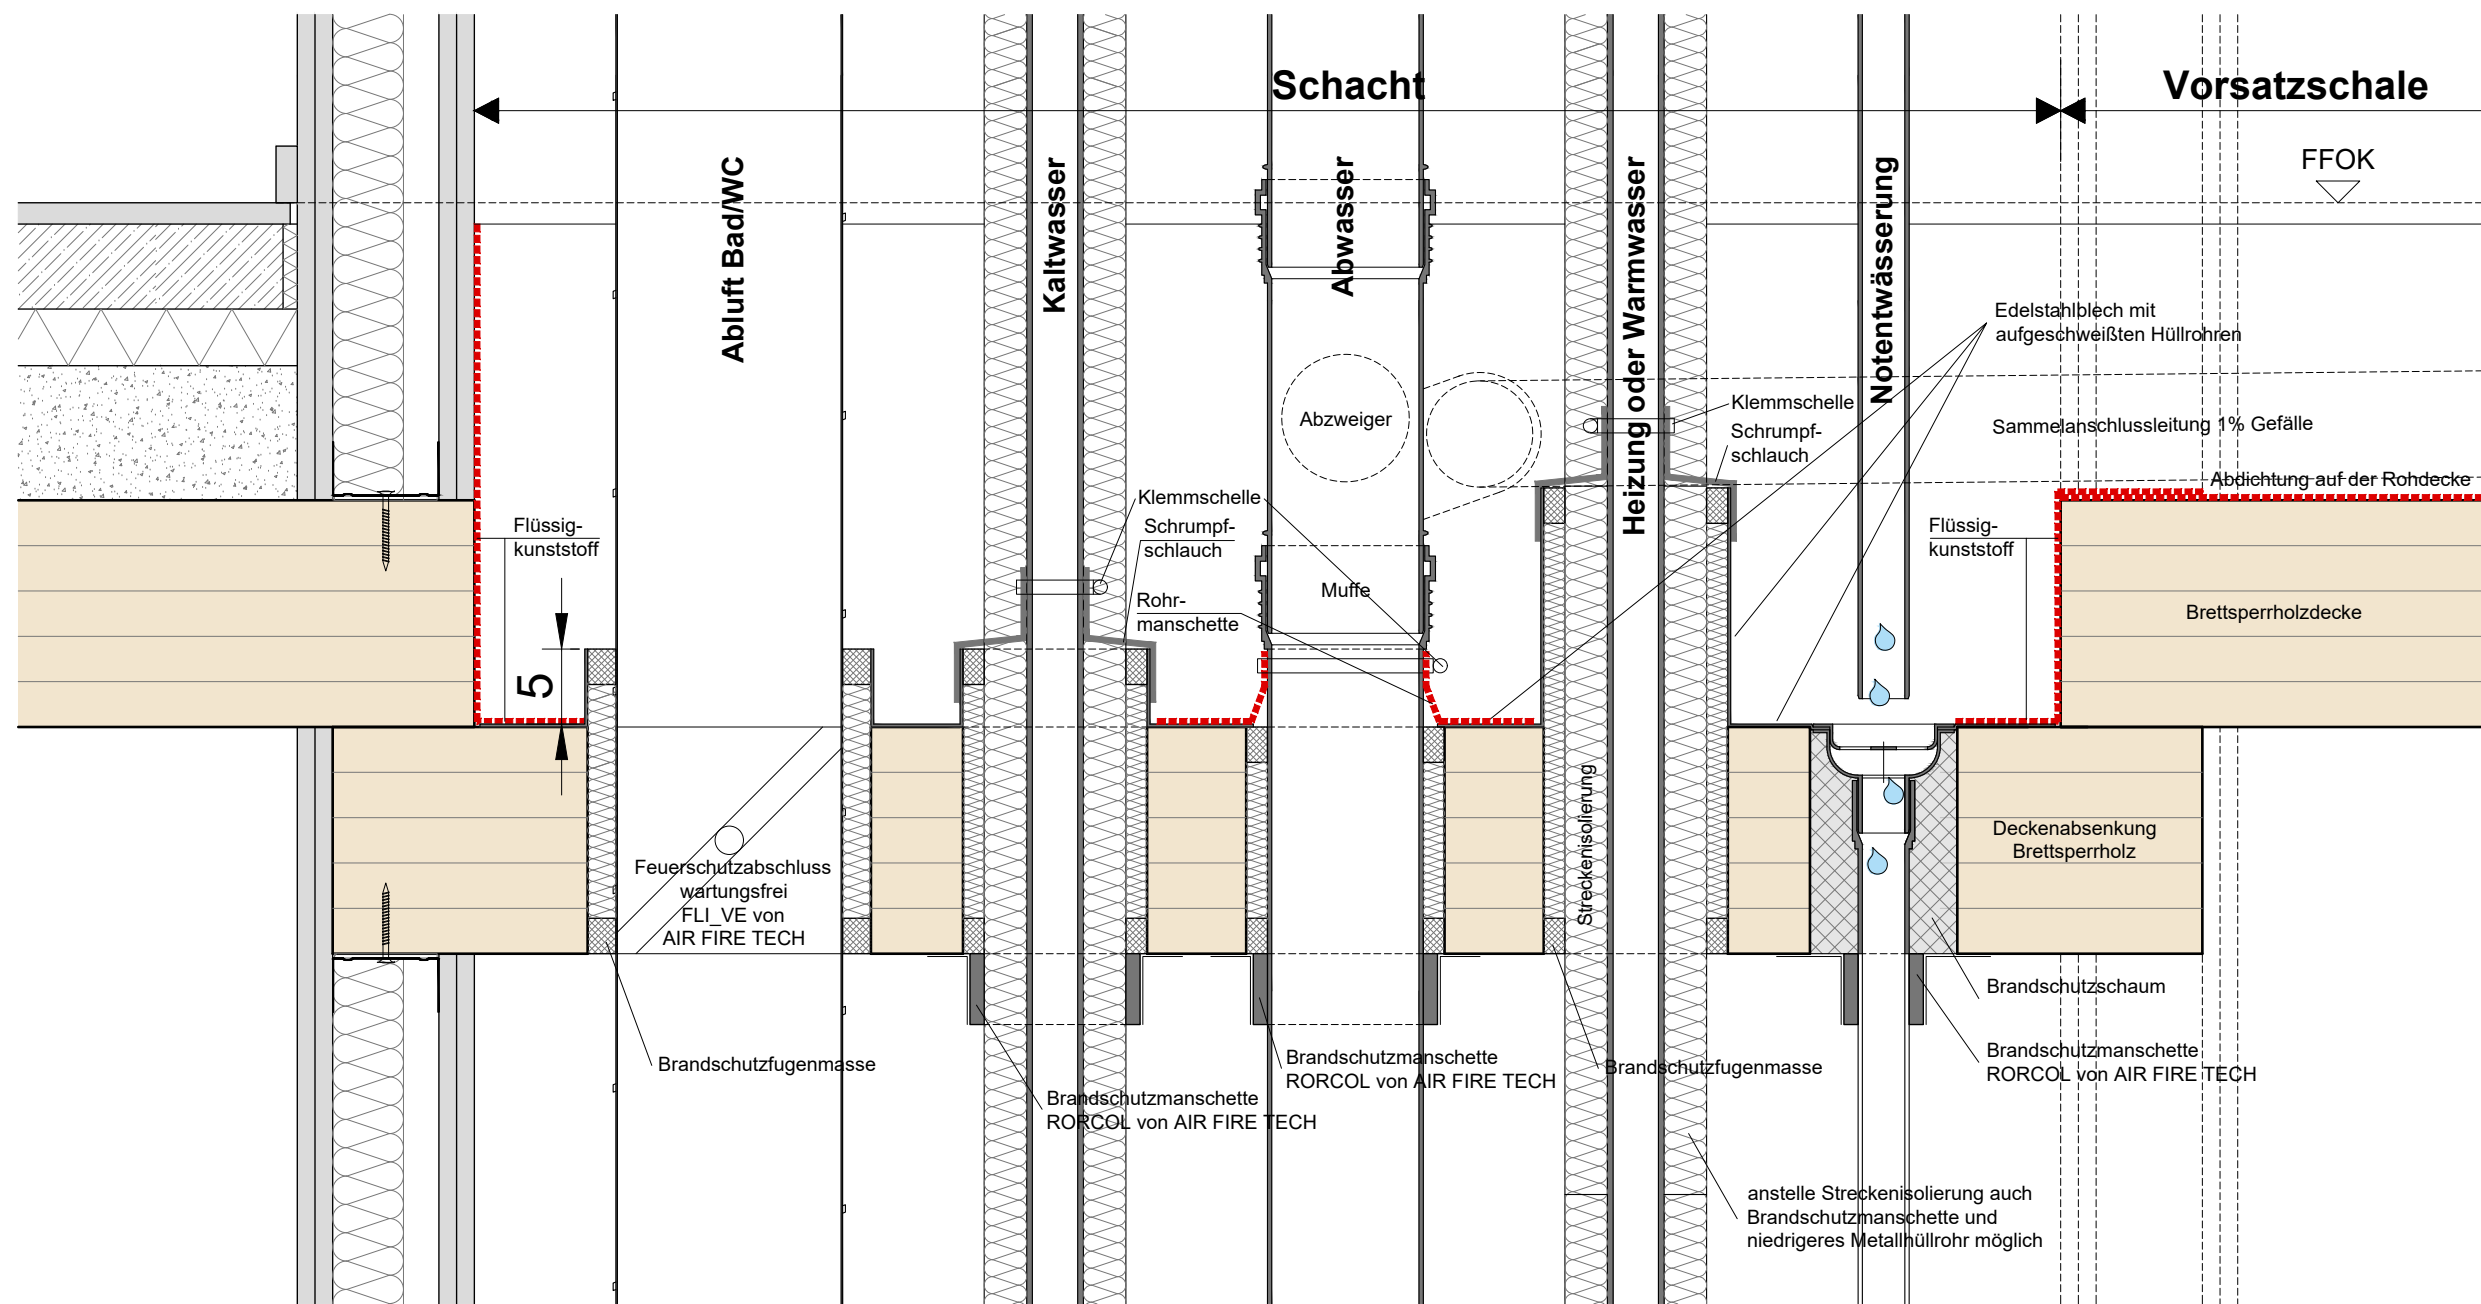 Schacht
Vorsatzschale
FFOK
Abluft Bad/WC
Kaltwasser
Abwasser
Heizung oder Warmwasser
Notentwässerung
Edelstahlblech mit
aufgeschweißten Hüllrohren
Klemmschelle
Schrumpf-
schlauch
Abzweiger
Sammelanschlussleitung 1% Gefälle
Abdichtung auf der Rohdecke
Klemmschelle
Schrumpf-
schlauch
Flüssig-
kunststoff
Flüssig-
kunststoff
Muffe
Rohr-
manschette
Brettsperrholzdecke
5
Streckenisolierung
Feuerschutzabschluss
wartungsfrei
FLI_VE von
AIR FIRE TECH
Deckenabsenkung
Brettsperrholz
Brandschutzschaum
Brandschutzfugenmasse
Brandschutzmanschette
RORCOL von AIR FIRE TECH
Brandschutzmanschette
RORCOL von AIR FIRE TECH
Brandschutzfugenmasse
Brandschutzmanschette
RORCOL von AIR FIRE TECH
anstelle Streckenisolierung auch
Brandschutzmanschette und
niedrigeres Metallhüllrohr möglich